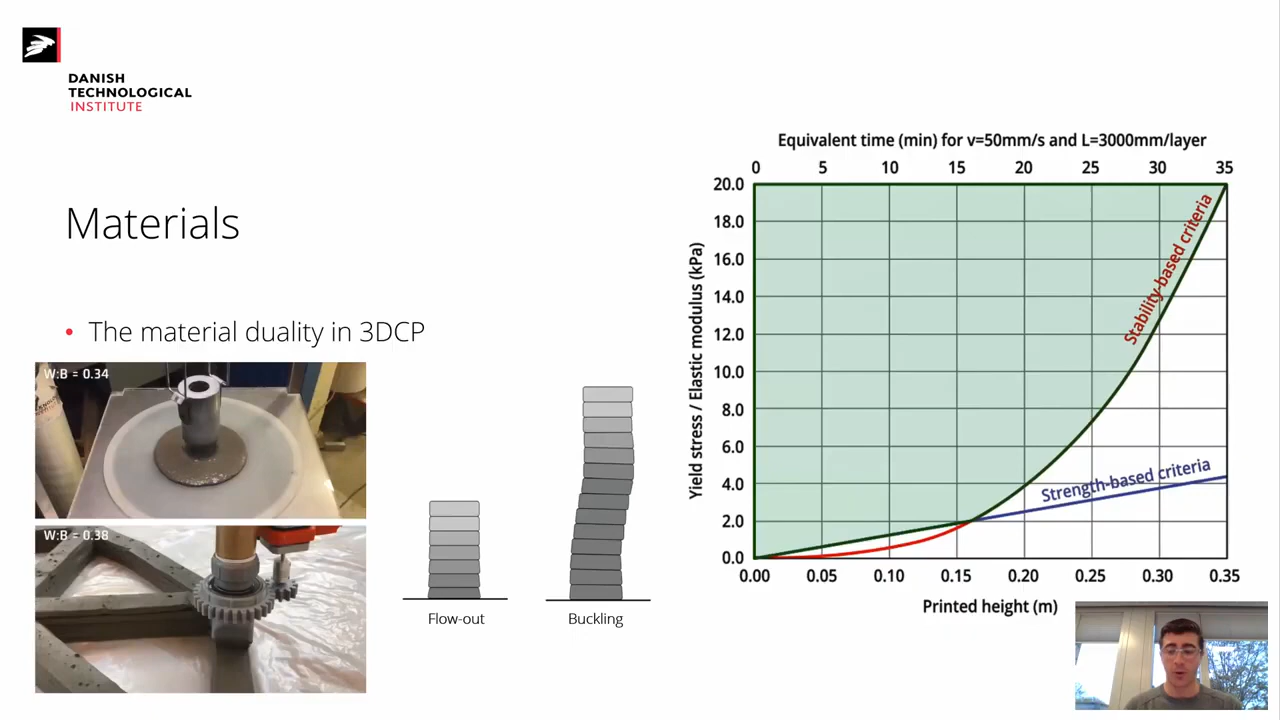 DANISH
TECHNOLOGICAL
INSTITUTE
Materials
• The material duality in 3DCP
W:B = 0.34
W:B = 0.38
Flow-out
Buckling
Equivalent time (min) for v=50mm/s and L=3000mm/layer
0 5 10 15 20 25 30 35
20.0
18.0
16.0
14.0
12.0
10.0
8.0
6.0
4.0
2.0
0.0
Yield stress / Elastic modulus (kPa)
Stability-based criteria
Strength-based criteria
0.00 0.05 0.10 0.15 0.20 0.25 0.30 0.35
Printed height (m)